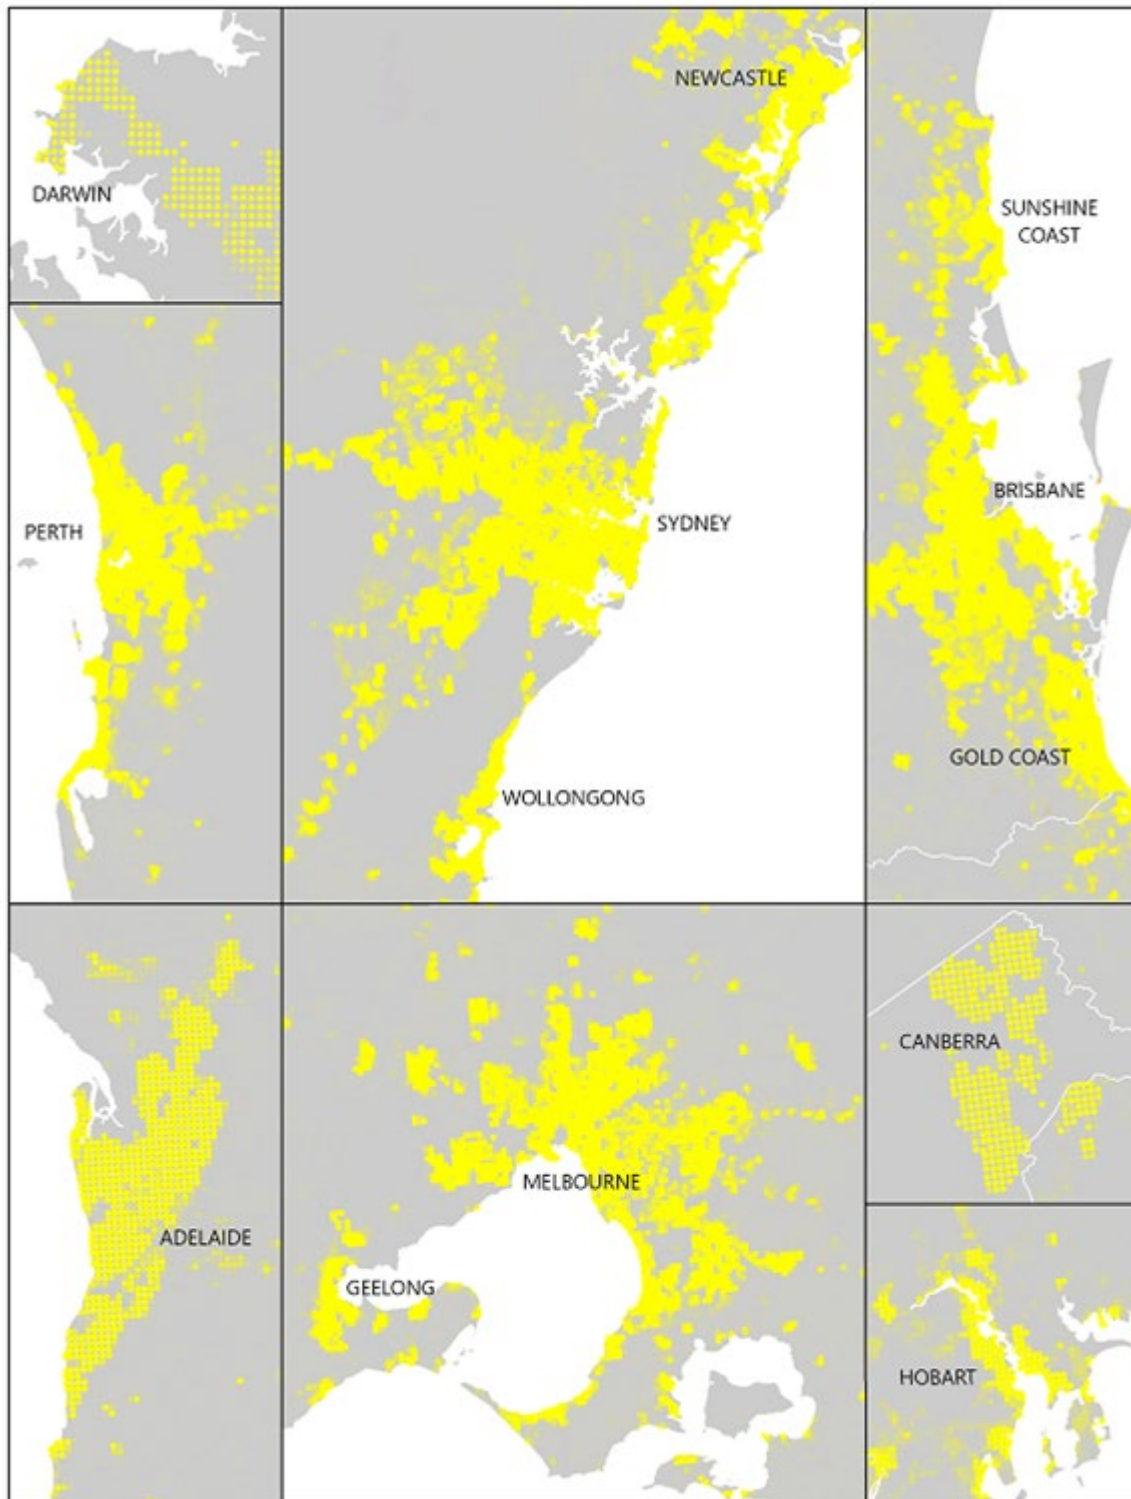 DARWIN
NEWCASTLE
SUNSHINE
COAST
PERTH
SYDNEY
BRISBANE
WOLLONGONG
GOLD COAST
ADELAIDE
MELBOURNE
GEELONG
CANBERRA
HOBART